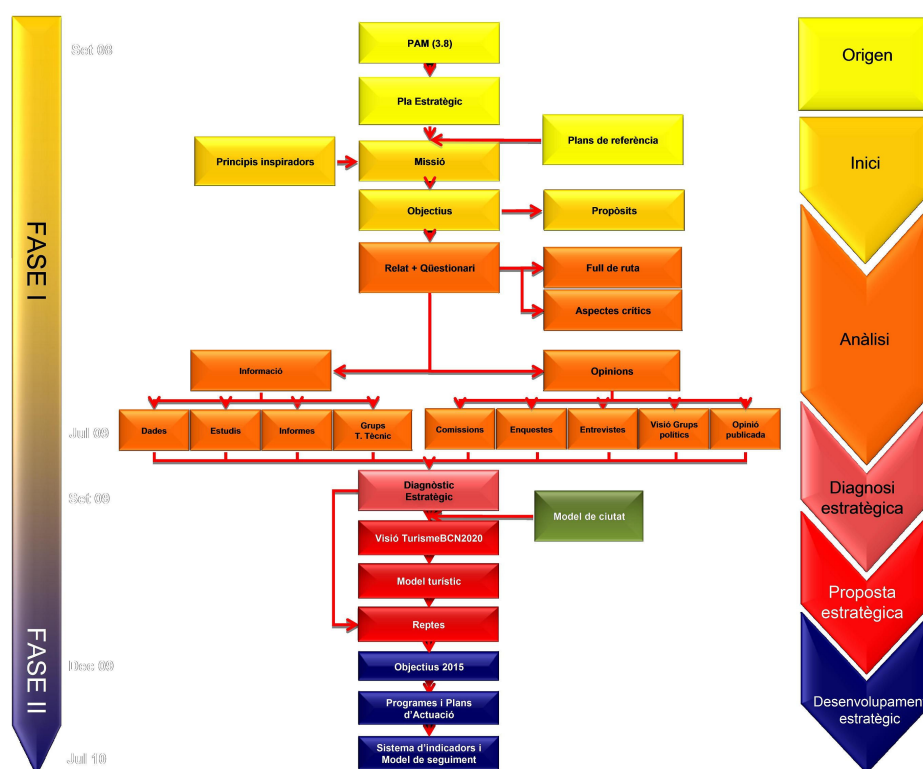 Set 08
PAM (3.8)
Origen
Pla Estratègic
Plans de referència
Principis inspiradors
Missió
Inici
Objectius
Propòsits
FASE I
Relat + Qüestionari
Full de ruta
Aspectes crítics
Anàlisi
Informació
Opinions
Jul 09
Dades
Estudis
Informes
Grups
T. Tècnic
Comissions
Enquestes
Entrevistes
Visió Grups
polítics
Opinió
publicada
Set 09
Diagnòstic
Estratègic
Diagnosi
estratègica
Model de ciutat
Visió TurismeBCN2020
Model turístic
Proposta
estratègica
Reptes
FASE II
Dec 09
Objectius 2015
Programes i Plans
d'Actuació
Desenvolupamen
estratègic
Sistema d'indicadors i
Model de seguiment
Jul 10